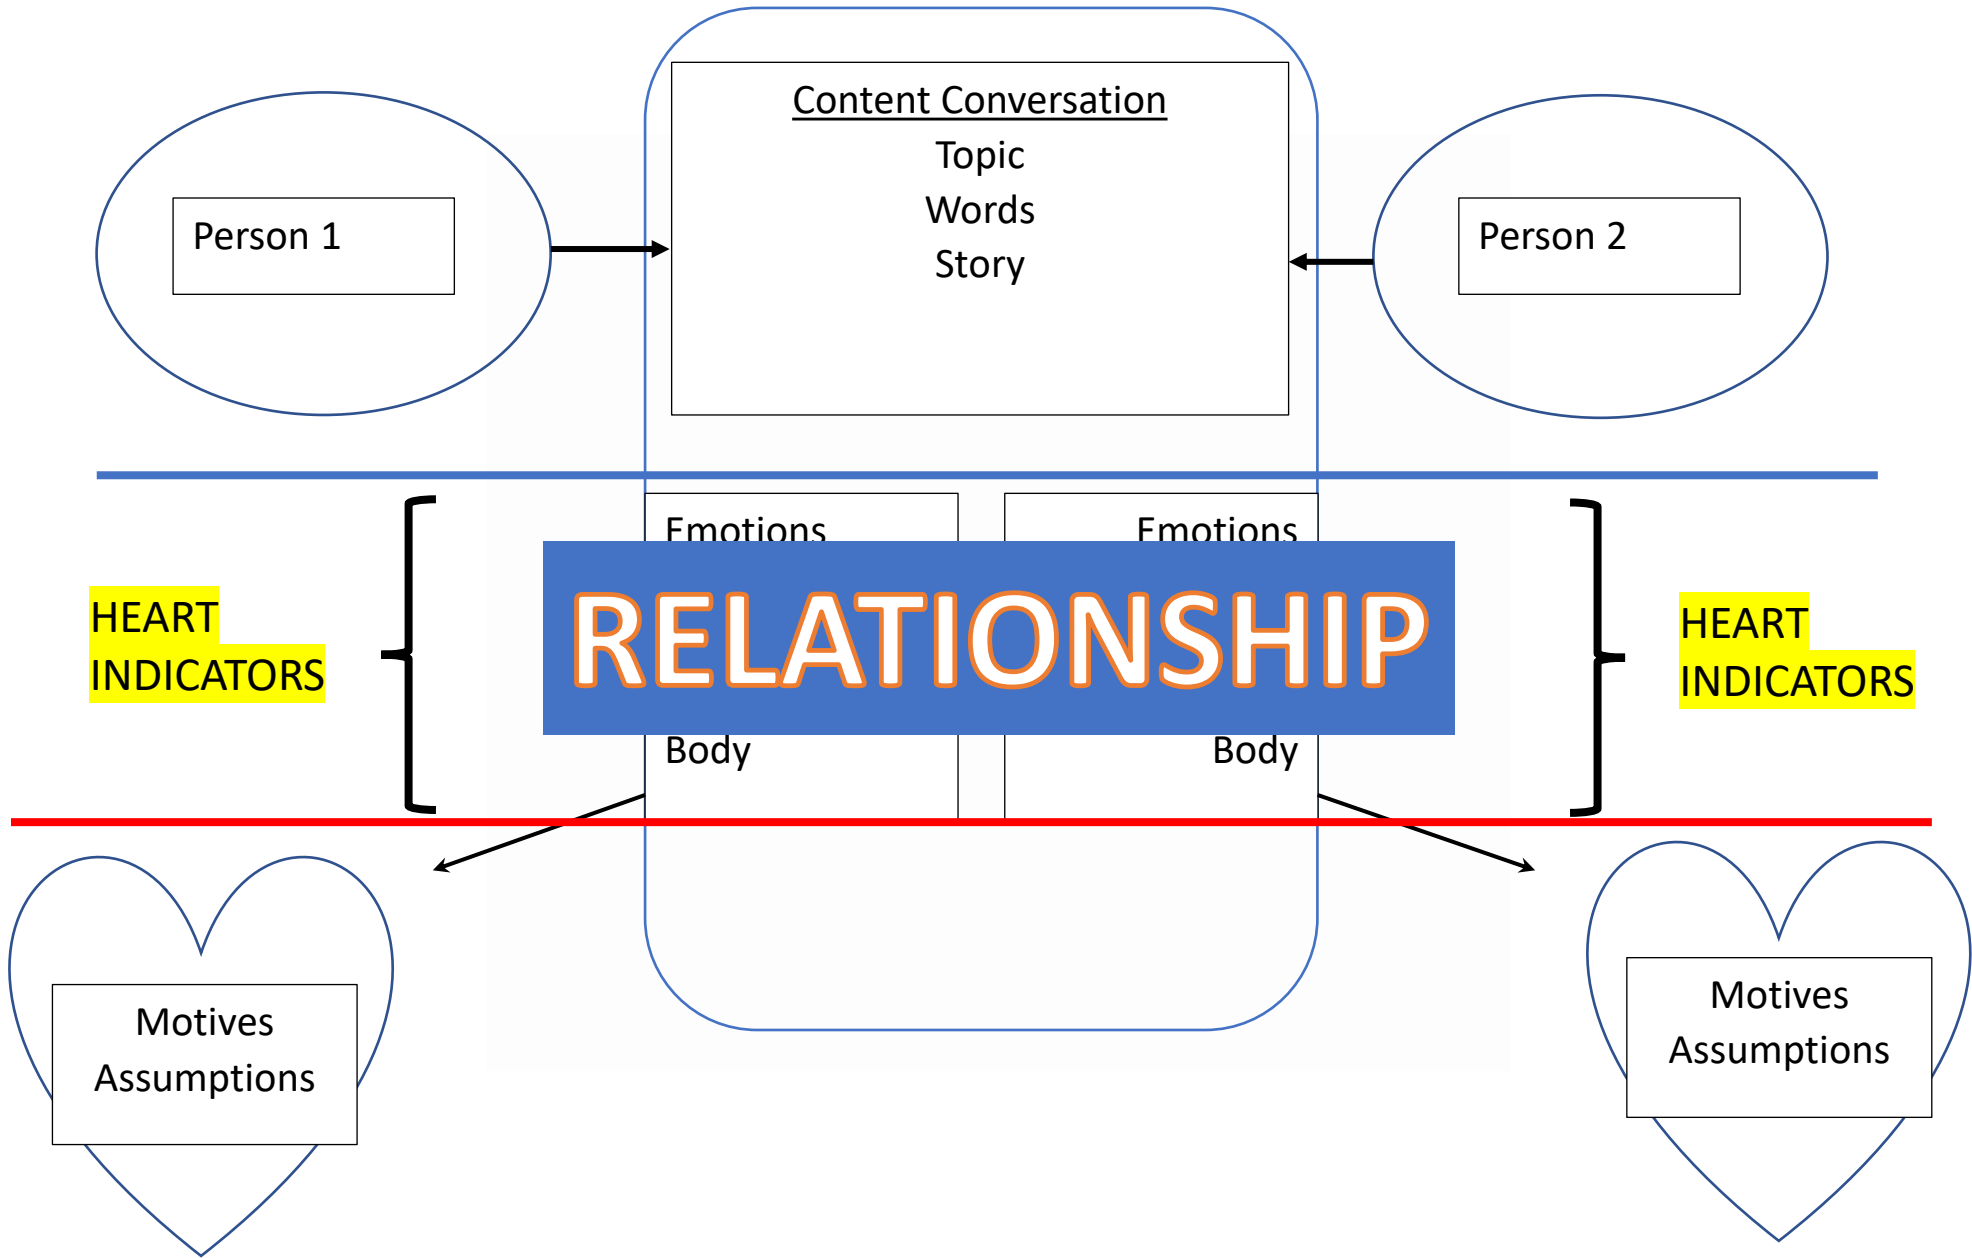 Content Conversation
Topic
Words
Story
Person 1
Person 2
Emotions
Emotions
HEART
INDICATORS
RELATIONSHIP
HEART
INDICATORS
Body
Body
Motives
Assumptions
Motives
Assumptions